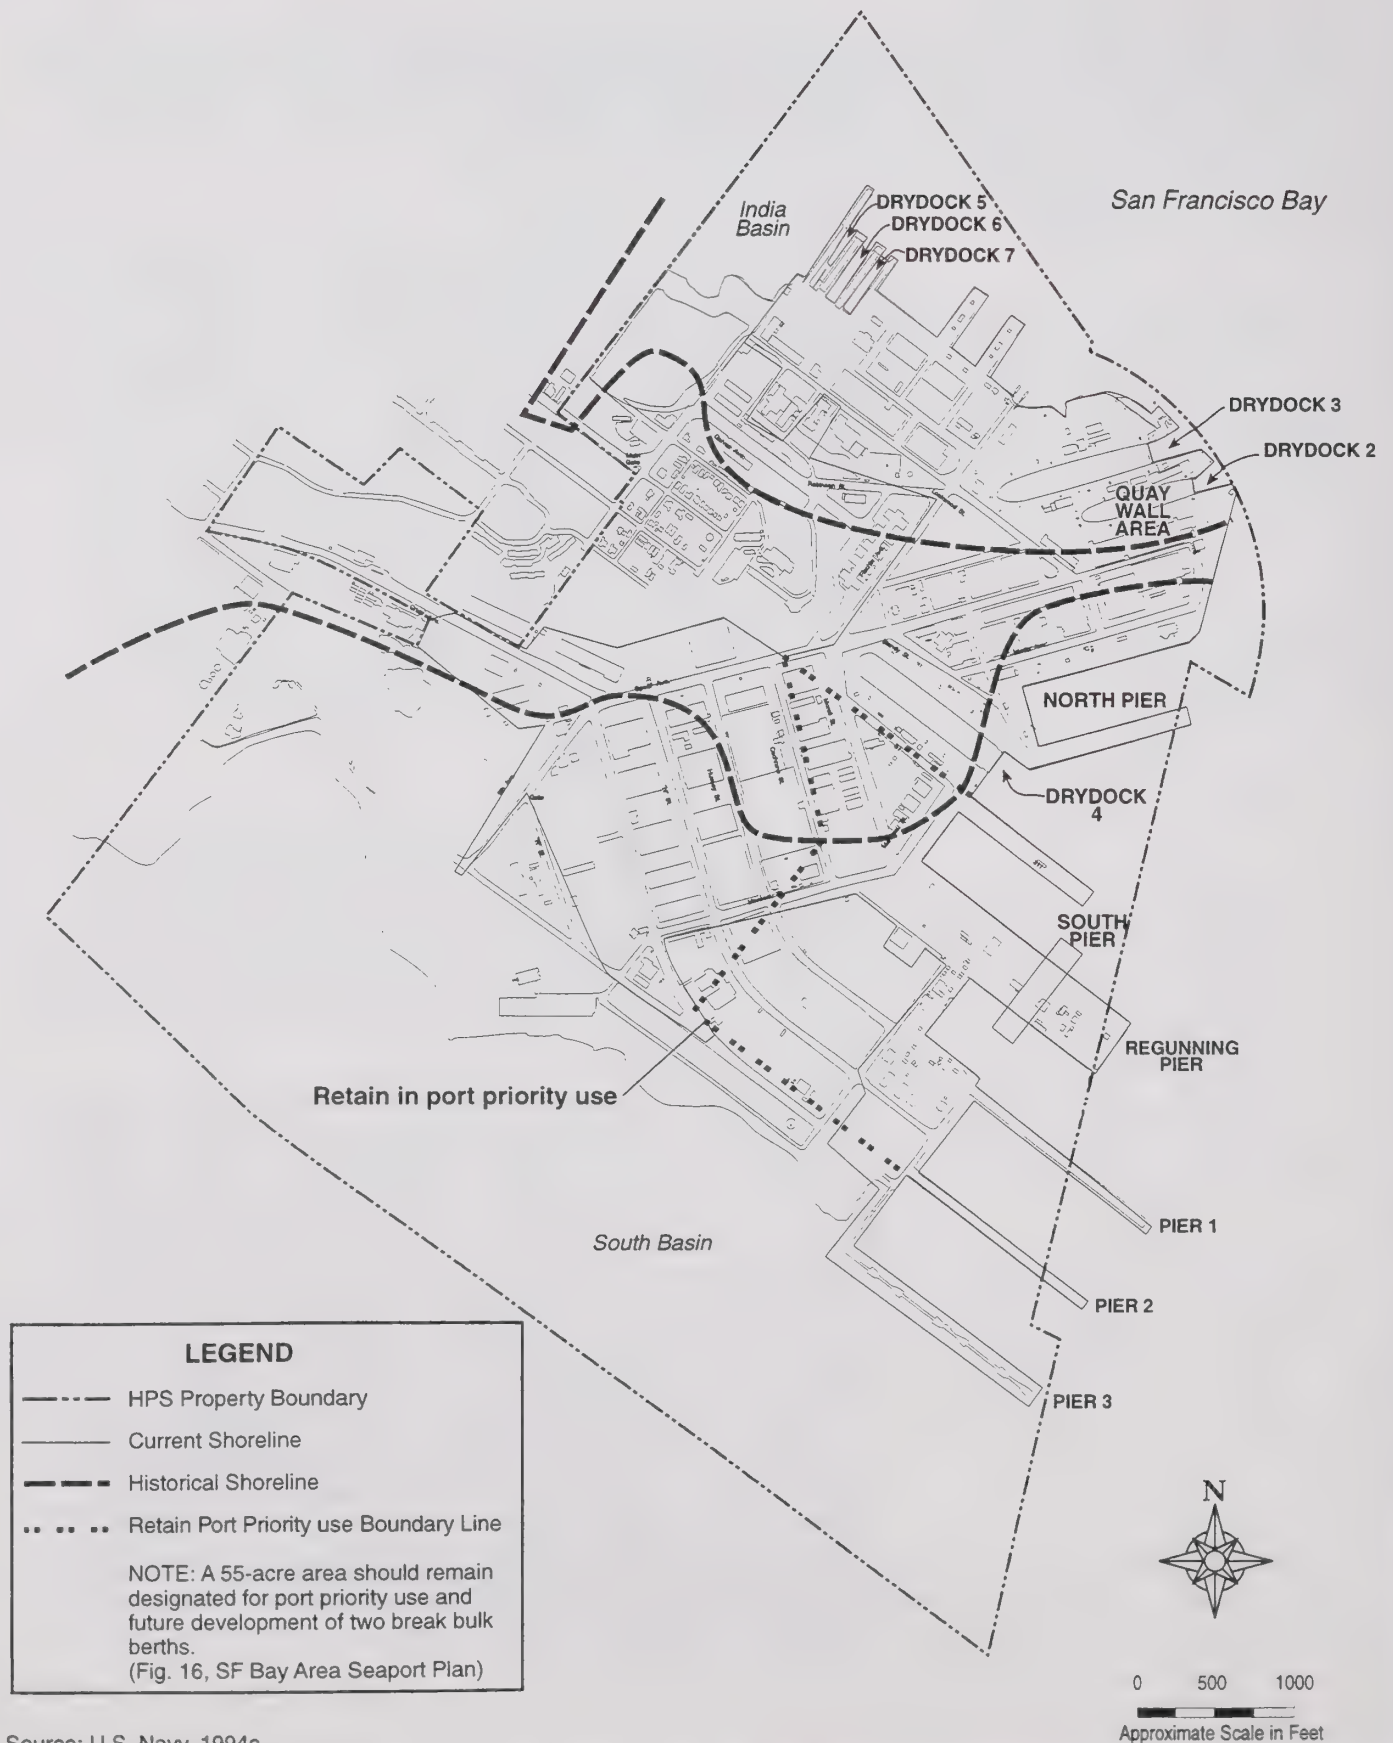 San Francisco Bay
India
Basin
DRYDOCK 5
DRYDOCK 6
DRYDOCK 7
DRYDOCK 3
DRYDOCK 2
QUAY
WALL
AREA
NORTH PIER
DRYDOCK
4
SOUTH
PIER
REGUNNING
PIER
Retain in port priority use
PIER 1
South Basin
PIER 2
PIER 3
LEGEND
HPS Property Boundary
Current Shoreline
Historical Shoreline
Retain Port Priority use Boundary Line
NOTE: A 55-acre area should remain
designated for port priority use and
future development of two break bulk
berths.
(Fig. 16, SF Bay Area Seaport Plan)
N
0 500 1000
Approximate Scale in Feet
Source: U.S. Navy, 1994